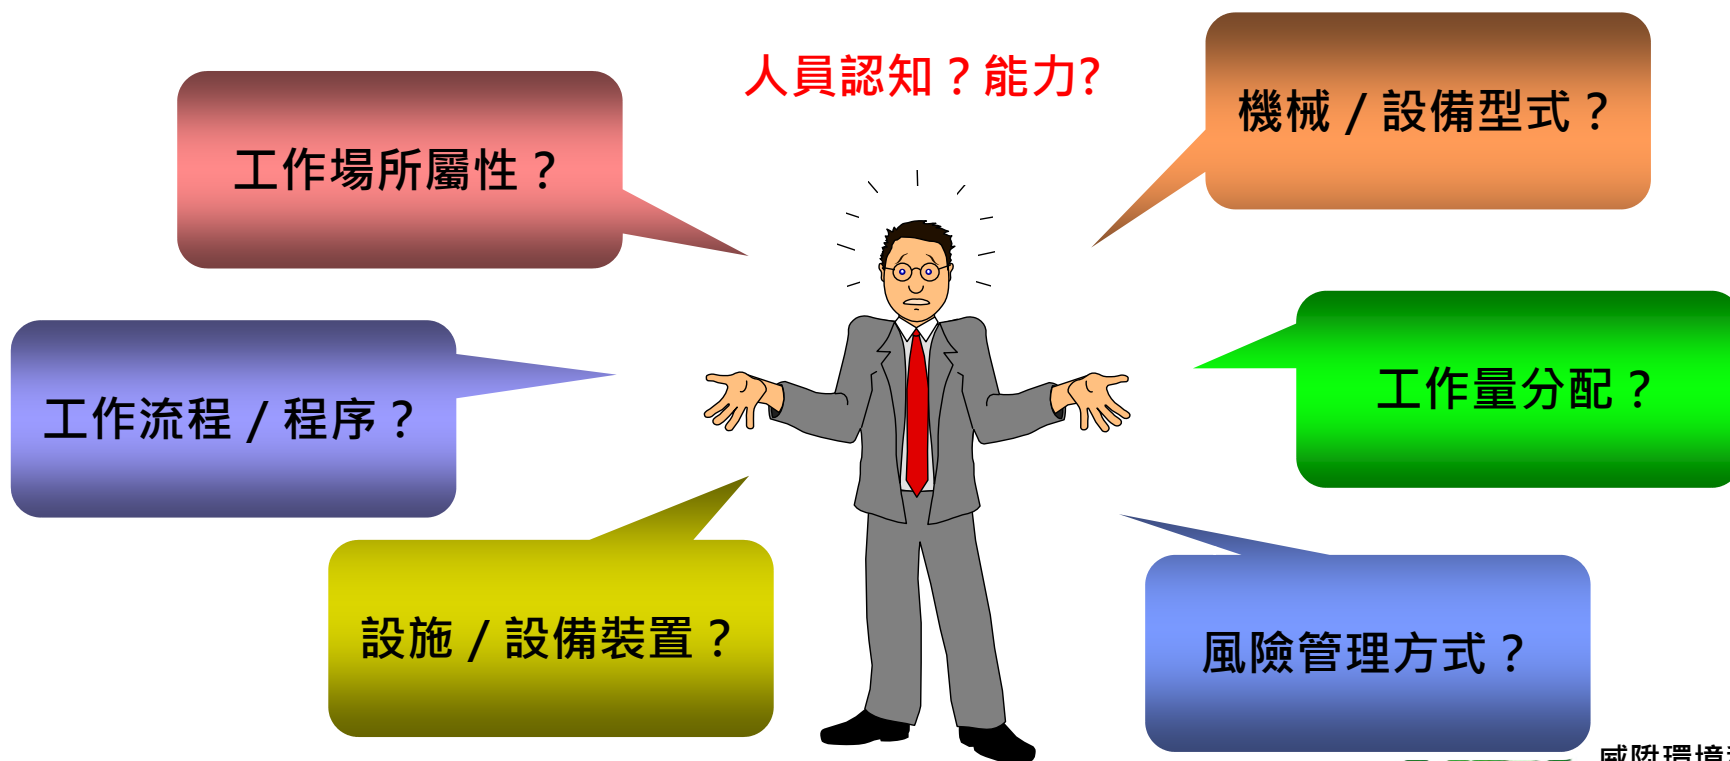 人員認知？能力?
機械 / 設備型式？
工作場所屬性？
工作量分配？
工作流程 / 程序？
設施 / 設備裝置？
風險管理方式？